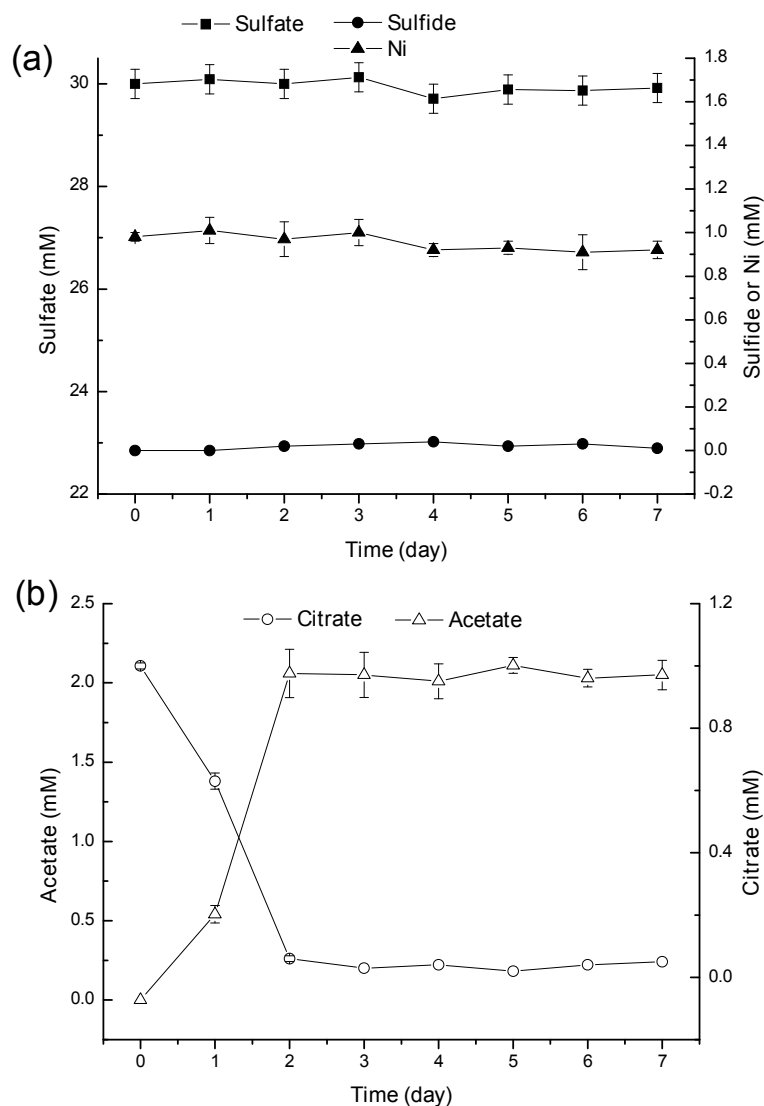 Sulfate Sulfide
Ni
(a)
30
28
26
24
22
Sulfate (mM)
1.8
1.6
1.4
1.2
1.0
0.8
0.6
0.4
0.2
0.0
-0.2
Sulfide or Ni (mM)
0 1 2 3 4 5 6 7
Time (day)
(b)
Citrate Acetate
2.5
2.0
1.5
1.0
0.5
0.0
Acetate (mM)
1.2
0.8
0.4
0.0
Citrate (mM)
0 1 2 3 4 5 6 7
Time (day)